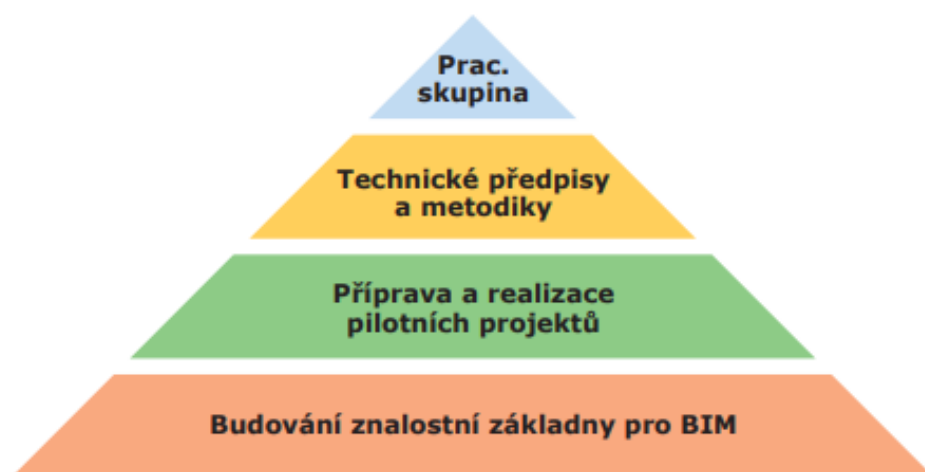 Prac.
skupina
Technické předpisy
a metodiky
Příprava a realizace
pilotních projektů
Budování znalostní základny pro BIM